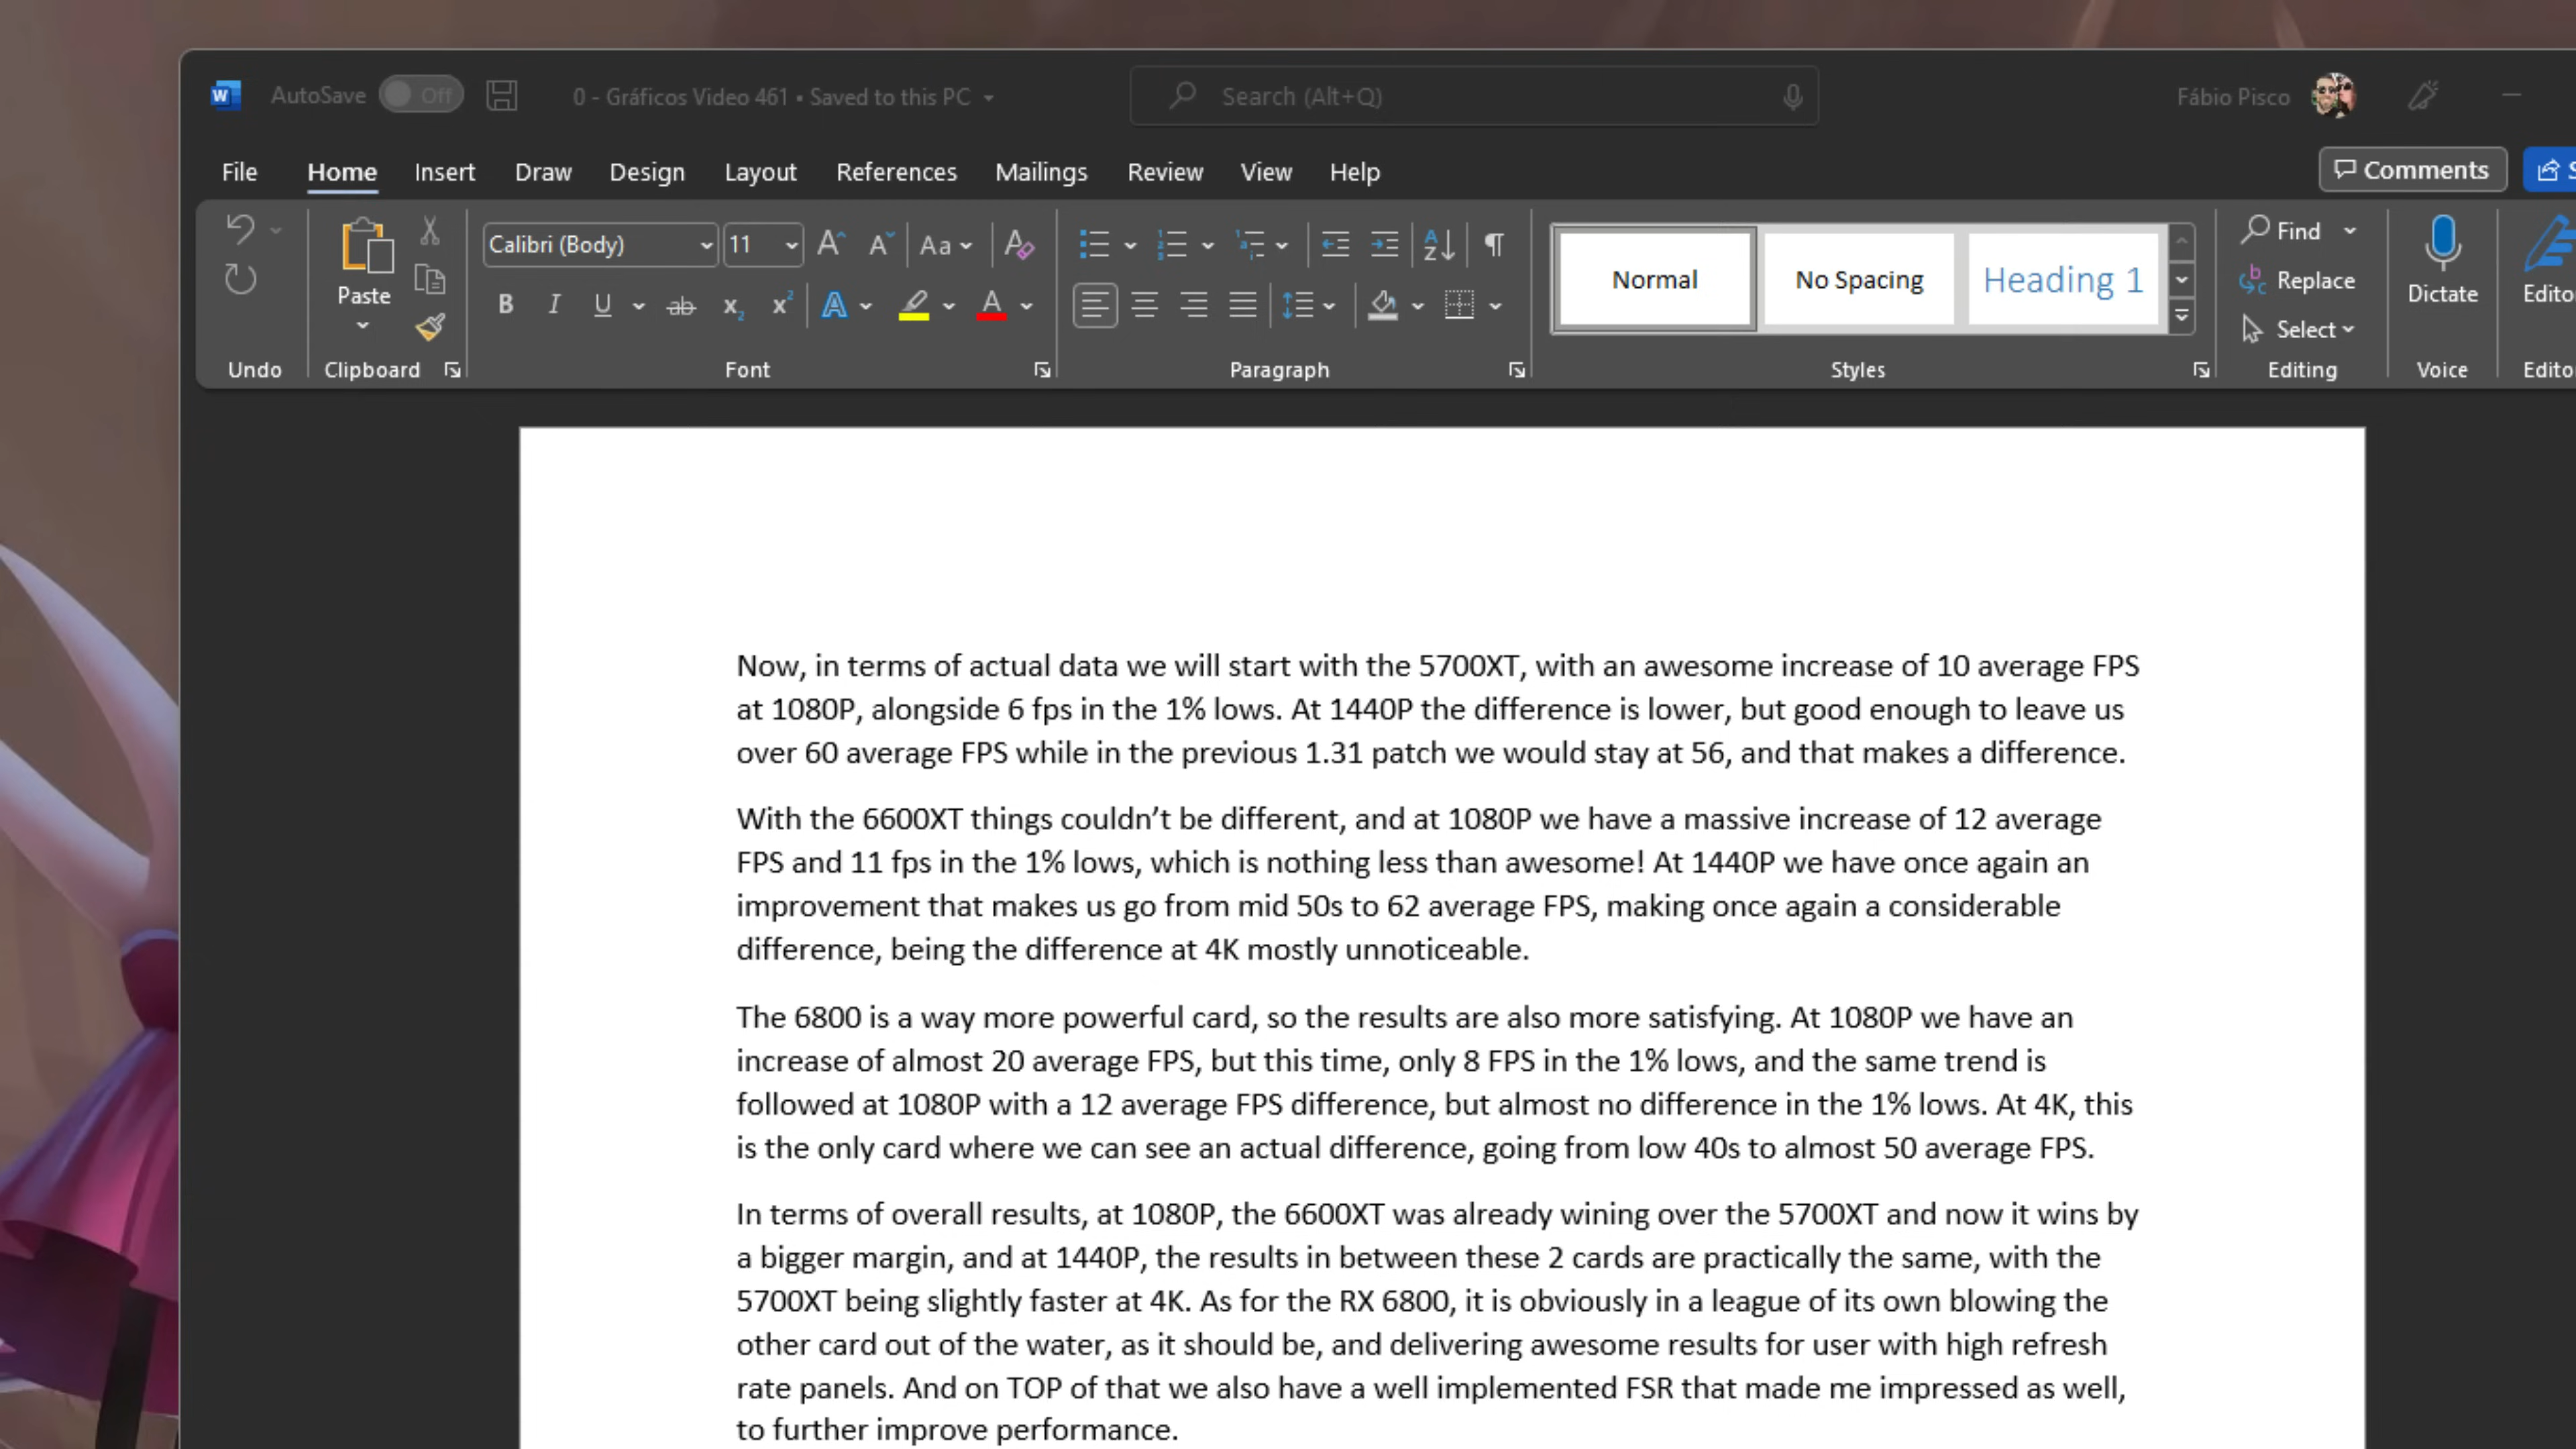 AutoSave Off 0 - Gráficos Video 461 • Saved to this PC Search (Alt+Q) Fábio Pisco
File Home Insert Draw Design Layout References Mailings Review View Help Comments
Calibri (Body) 11 Aa Normal No Spacing Heading 1 Find
Paste Replace Dictate
Select
Undo Clipboard Font Paragraph Styles Editing Voice
Now, in terms of actual data we will start with the 5700XT, with an awesome increase of 10 average FPS
at 1080P, alongside 6 fps in the 1% lows. At 1440P the difference is lower, but good enough to leave us
over 60 average FPS while in the previous 1.31 patch we would stay at 56, and that makes a difference.
With the 6600XT things couldn’t be different, and at 1080P we have a massive increase of 12 average
FPS and 11 fps in the 1% lows, which is nothing less than awesome! At 1440P we have once again an
improvement that makes us go from mid 50s to 62 average FPS, making once again a considerable
difference, being the difference at 4K mostly unnoticeable.
The 6800 is a way more powerful card, so the results are also more satisfying. At 1080P we have an
increase of almost 20 average FPS, but this time, only 8 FPS in the 1% lows, and the same trend is
followed at 1080P with a 12 average FPS difference, but almost no difference in the 1% lows. At 4K, this
is the only card where we can see an actual difference, going from low 40s to almost 50 average FPS.
In terms of overall results, at 1080P, the 6600XT was already wining over the 5700XT and now it wins by
a bigger margin, and at 1440P, the results in between these 2 cards are practically the same, with the
5700XT being slightly faster at 4K. As for the RX 6800, it is obviously in a league of its own blowing the
other card out of the water, as it should be, and delivering awesome results for user with high refresh
rate panels. And on TOP of that we also have a well implemented FSR that made me impressed as well,
to further improve performance.